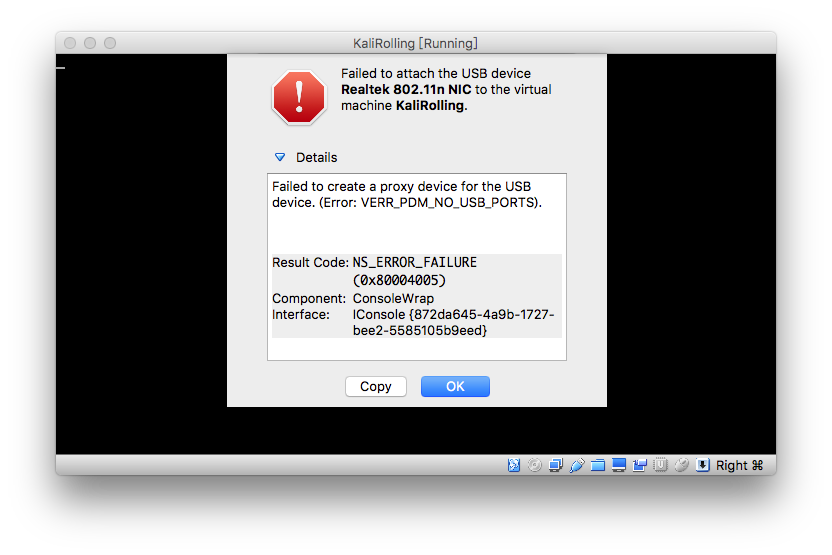 KaliRolling [Running]
Failed to attach the USB device
Realtek 802.11n NIC to the virtual
machine KaliRolling.
Details
Failed to create a proxy device for the USB
device. (Error: VERR_PDM_NO_USB_PORTS).
Result Code: NS_ERROR_FAILURE
(0x80004005)
Component: ConsoleWrap
Interface: IConsole {872da645-4a9b-1727-
bee2-5585105b9eed}
Copy OK
Right ⌘